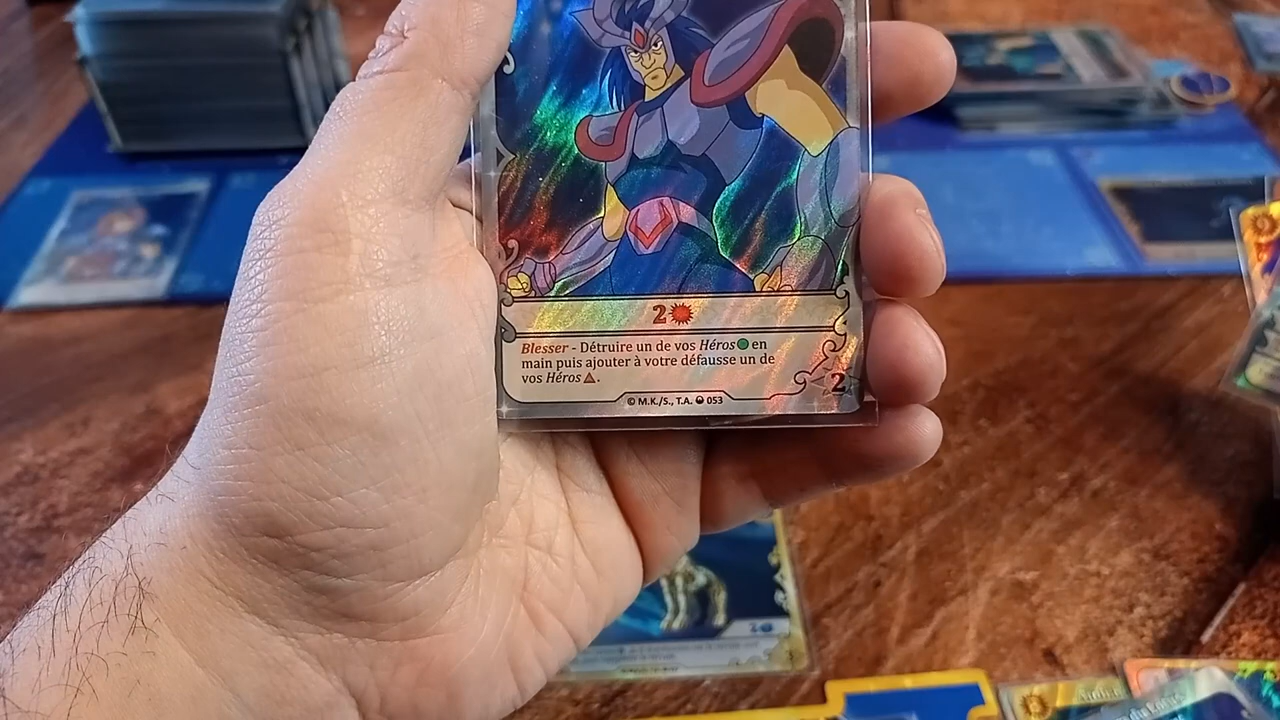 2
Blesser - Détruire un de vos Héros en
main puis ajouter à votre défausse un de
vos Héros.
2
© M.K./S., T.A. 053